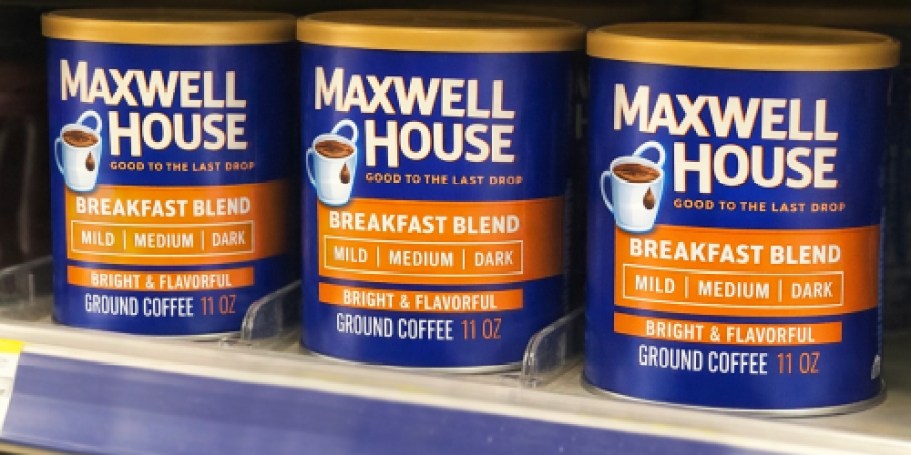 MAXWELL
HOUSE
GOOD TO THE LAST DROP
BREAKFAST BLEND
MILD | MEDIUM | DARK
BRIGHT & FLAVORFUL
GROUND COFFEE 11 OZ
MAXWELL
HOUSE
GOOD TO THE LAST DROP
BREAKFAST BLEND
MILD | MEDIUM | DARK
BRIGHT & FLAVORFUL
GROUND COFFEE 11 OZ
MAXWELL
HOUSE
GOOD TO THE LAST DROP
BREAKFAST BLEND
MILD | MEDIUM | DARK
BRIGHT & FLAVORFUL
GROUND COFFEE 11 OZ